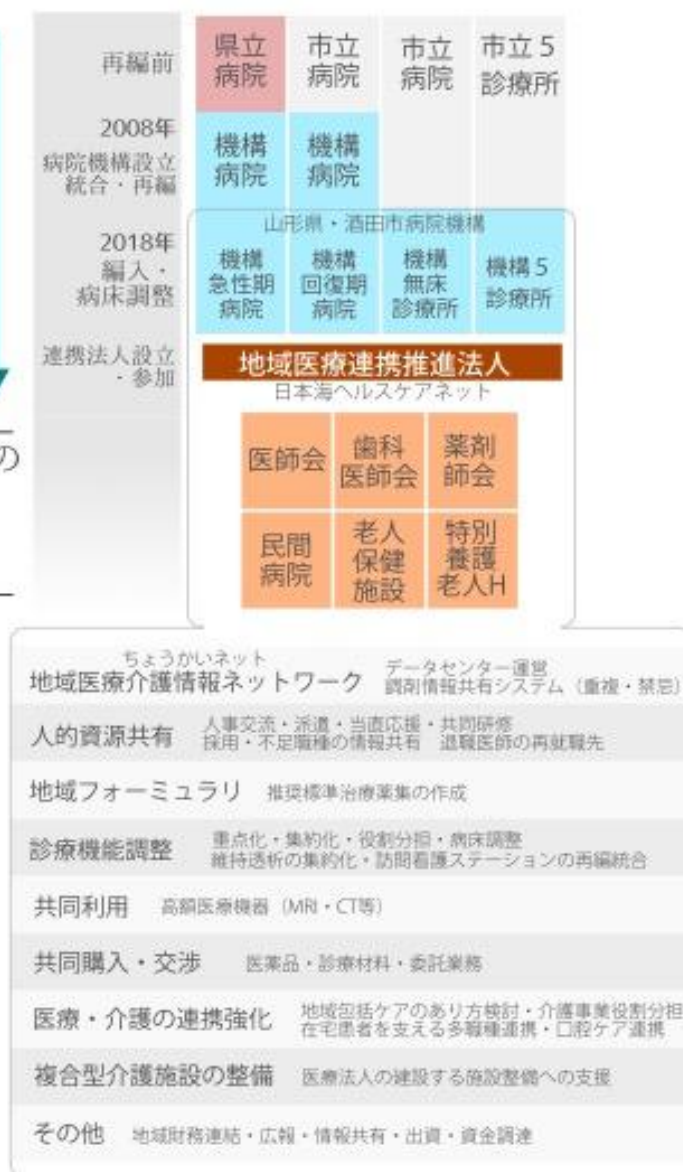 再編前
県立
病院
市立
病院
市立
病院
市立5
診療所
2008年
病院機構設立
統合・再編
機構
病院
機構
病院
山形県・酒田市病院機構
2018年
編入・
病床調整
機構
急性期
病院
機構
回復期
病院
機構
無床
診療所
機構5
診療所
連携法人設立
・参加
地域医療連携推進法人
日本海ヘルスケアネット
の
医師会
歯科
医師会
薬剤
師会
民間
病院
老人
保健
施設
特別
養護
老人H
ちょうかいネット
地域医療介護情報ネットワーク
データセンター運営
調剤情報共有システム（重複・禁忌）
人的資源共有
人事交流・派遣・当直応援・共同研修
採用・不足職種の情報共有 退職医師の再就職先
地域フォーミュラリ
推奨標準治療薬集の作成
診療機能調整
重点化・集約化・役割分担・病床調整
維持透析の集約化・訪問看護ステーションの再編統合
共同利用
高額医療機器（MRI・CT等）
共同購入・交渉
医薬品・診療材料・委託業務
医療・介護の連携強化
地域包括ケアのあり方検討・介護事業役割分担
在宅患者を支える多職種連携・口腔ケア連携
複合型介護施設の整備
医療法人の建設する施設整備への支援
その他
地域財務連結・広報・情報共有・出資・資金調達